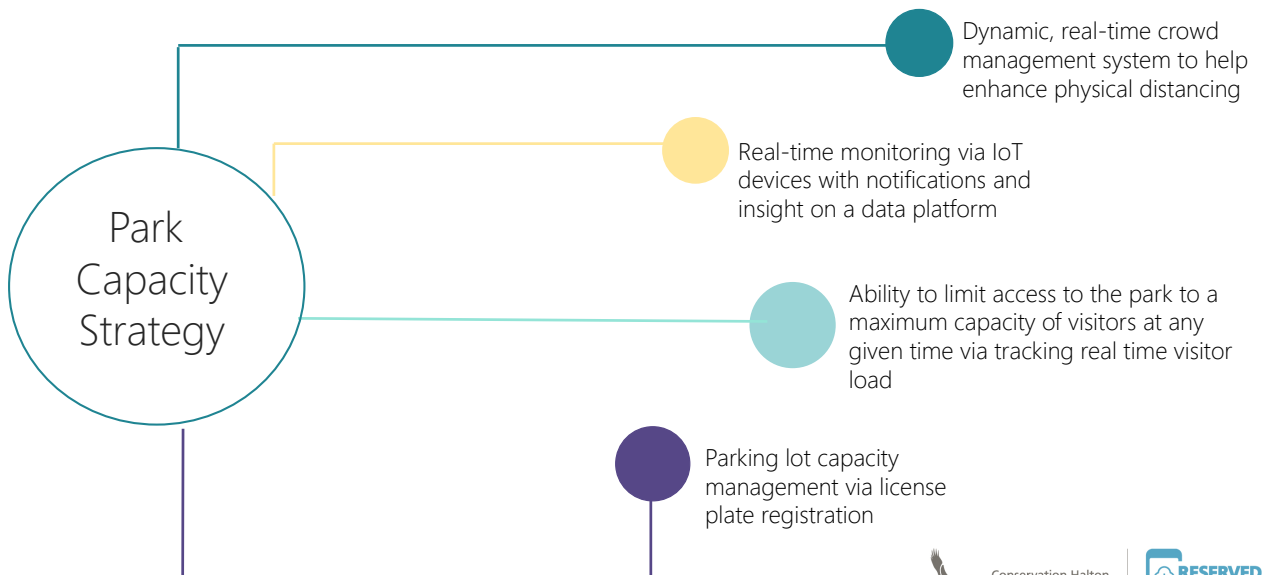 Dynamic, real-time crowd
management system to help
enhance physical distancing
Real-time monitoring via IoT
devices with notifications and
insight on a data platform
Park
Capacity
Strategy
Ability to limit access to the park to a
maximum capacity of visitors at any
given time via tracking real time visitor
load
Parking lot capacity
management via license
plate registration
Conservation Halton
RESERVED